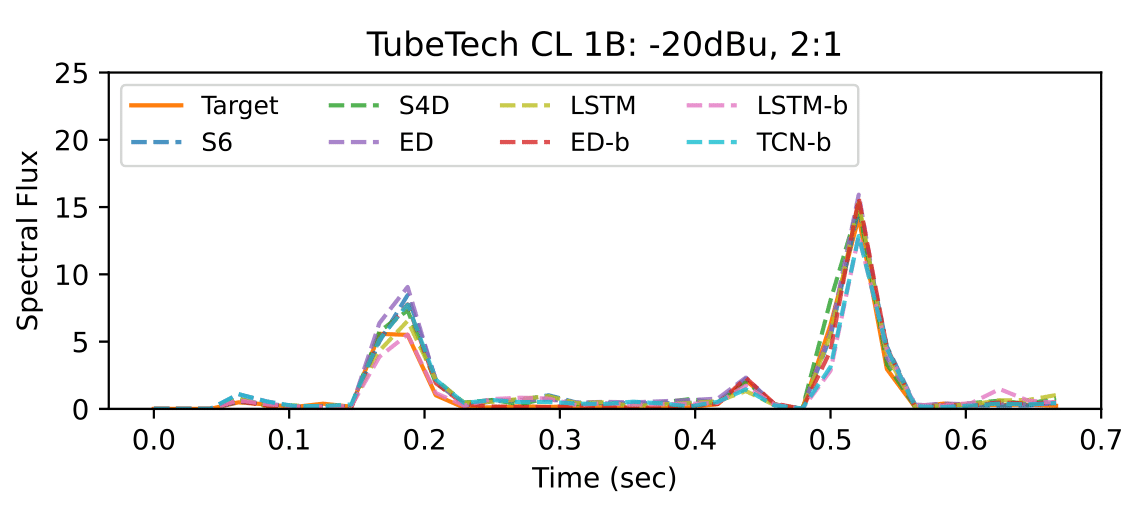 TubeTech CL 1B: -20dBu, 2:1
Spectral Flux
25
20
15
10
5
0
Target
S6
S4D
ED
LSTM
ED-b
LSTM-b
TCN-b
0.0 0.1 0.2 0.3 0.4 0.5 0.6 0.7
Time (sec)